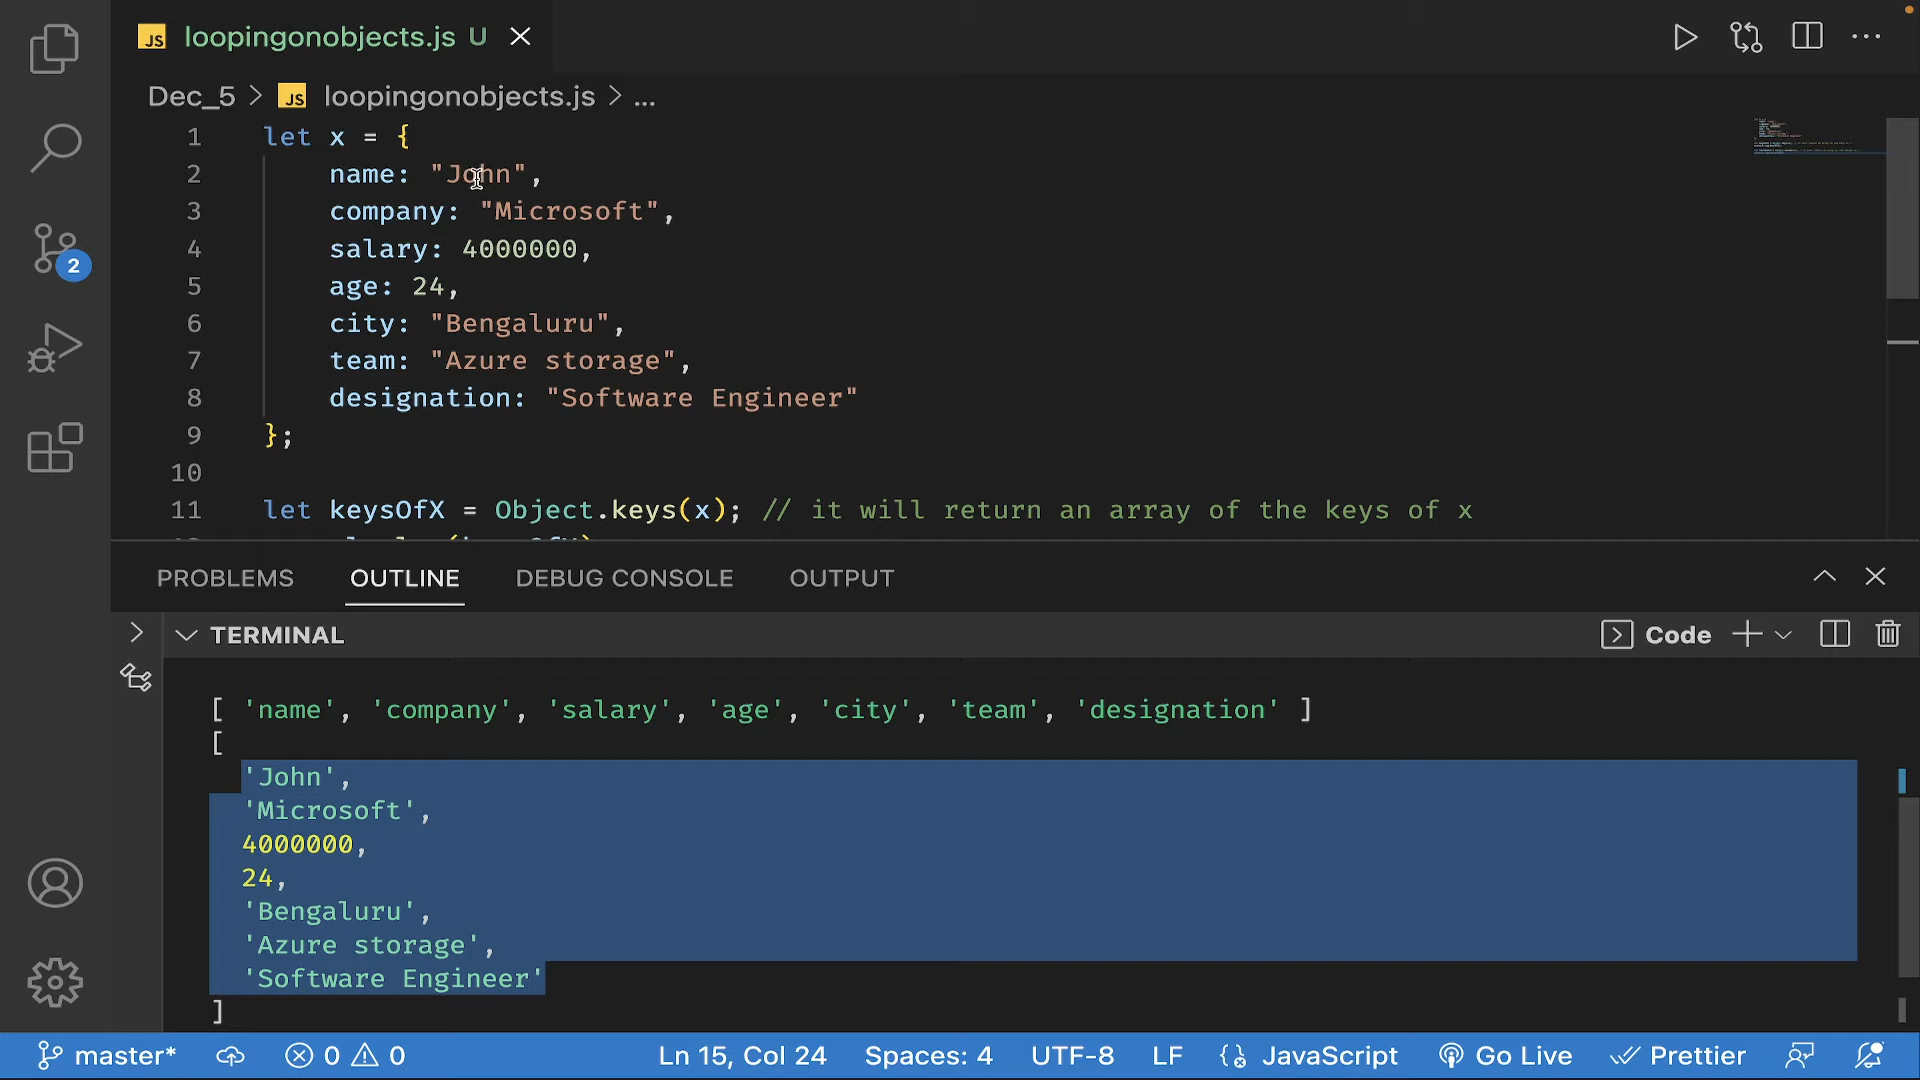 JS loopingonobjects.js U
Dec_5 > JS loopingonobjects.js > ...
1 let x = {
2 name: "John",
3 company: "Microsoft",
4 salary: 4000000,
5 age: 24,
6 city: "Bengaluru",
7 team: "Azure storage",
8 designation: "Software Engineer"
9 };
10
11 let keysOfX = Object.keys(x); // it will return an array of the keys of x
2
PROBLEMS OUTLINE DEBUG CONSOLE OUTPUT
TERMINAL Code
[ 'name', 'company', 'salary', 'age', 'city', 'team', 'designation' ]
[
'John',
'Microsoft',
4000000,
24,
'Bengaluru',
'Azure storage',
'Software Engineer'
]
master* 0 0 Ln 15, Col 24 Spaces: 4 UTF-8 LF JavaScript Go Live Prettier